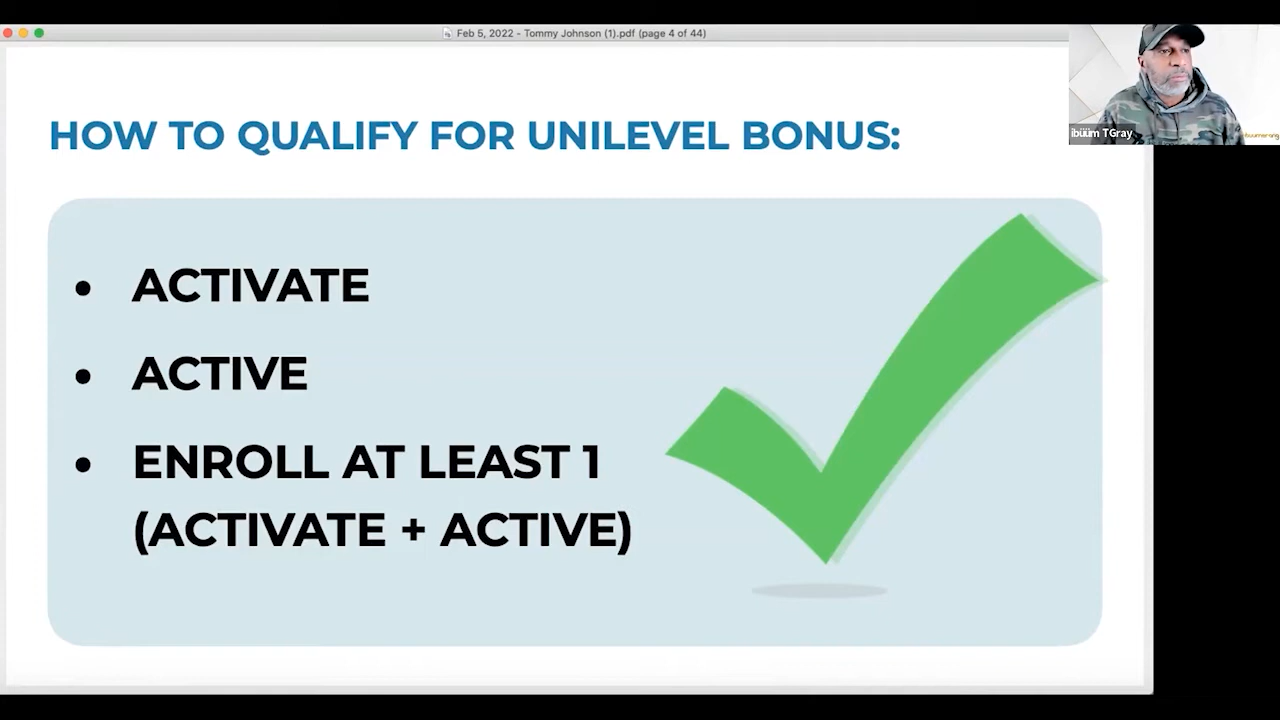 Feb 5, 2022 - Tommy Johnson (1).pdf (page 4 of 44)
ibüüm TGray
HOW TO QUALIFY FOR UNILEVEL BONUS:
• ACTIVATE
• ACTIVE
• ENROLL AT LEAST 1
(ACTIVATE + ACTIVE)